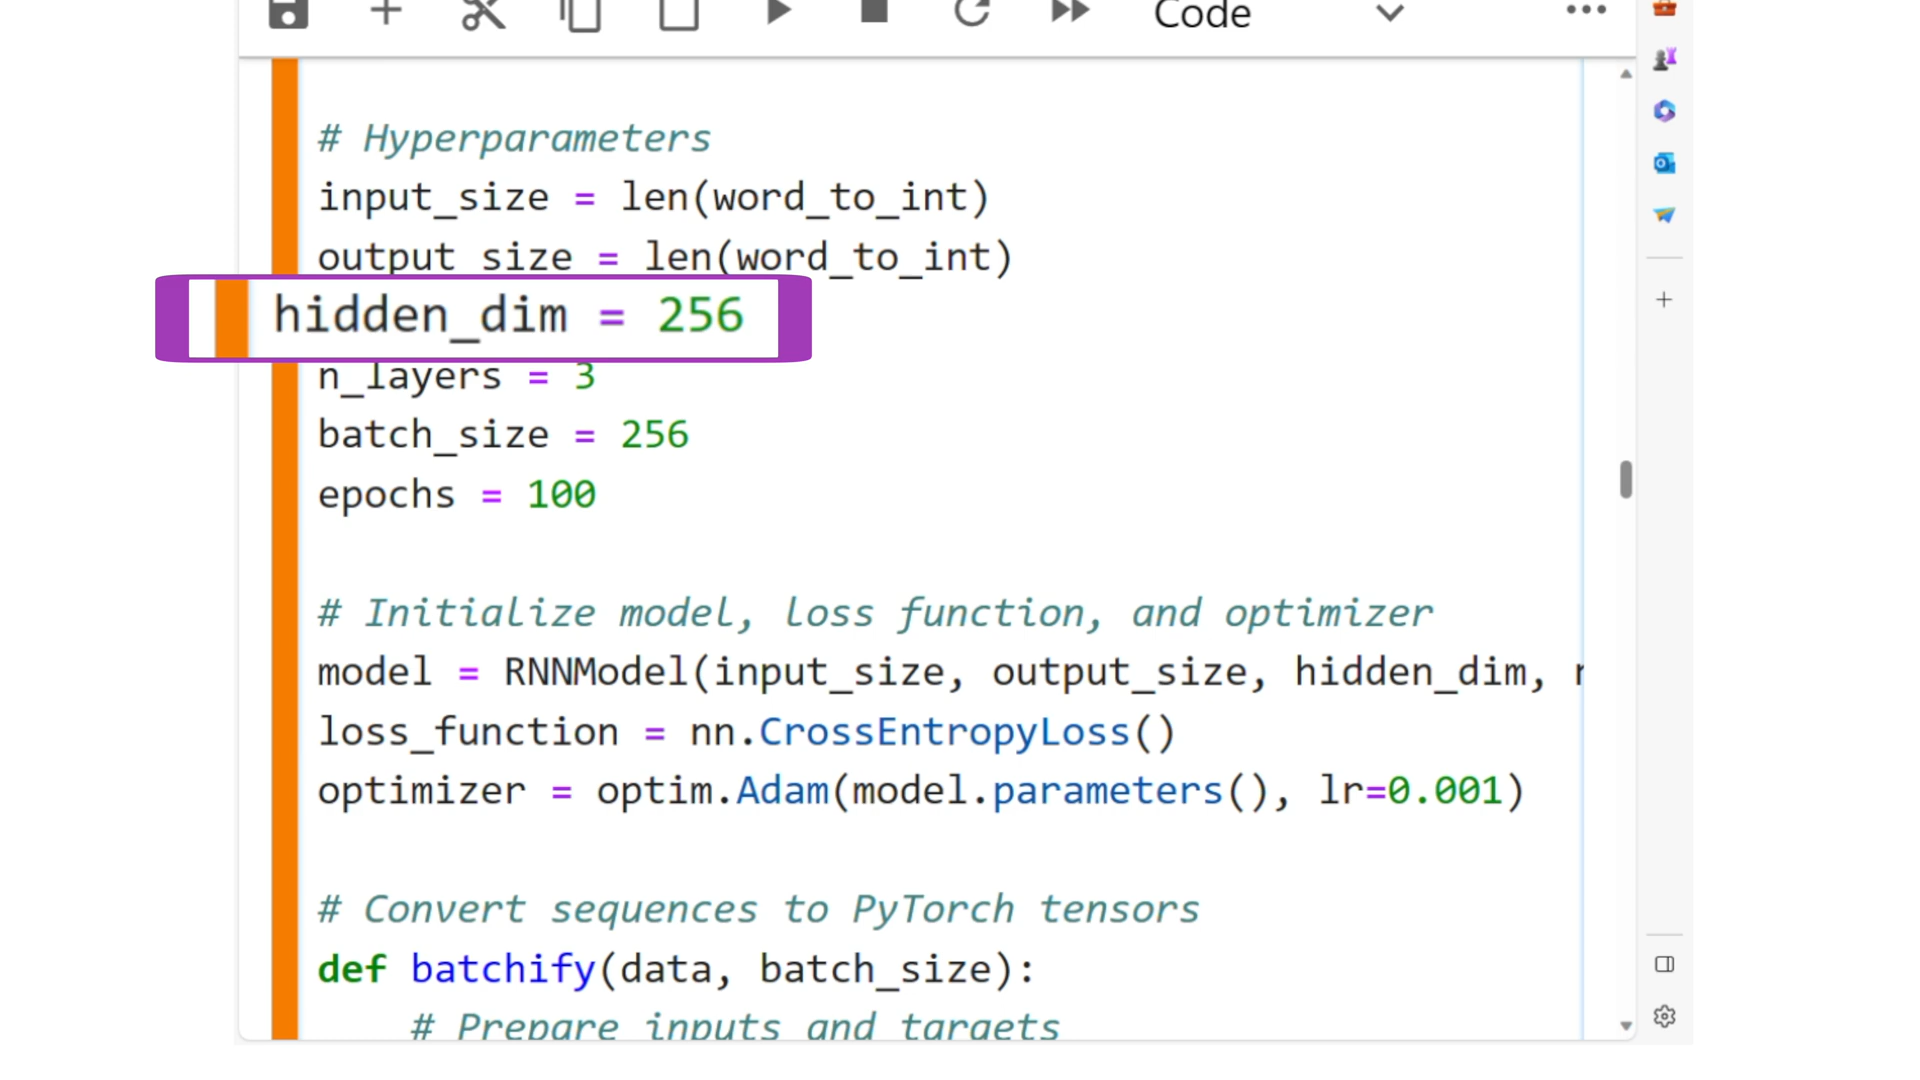 Code
# Hyperparameters
input_size = len(word_to_int)
output_size = len(word_to_int)
hidden_dim = 256
n_layers = 3
batch_size = 256
epochs = 100
# Initialize model, loss function, and optimizer
model = RNNModel(input_size, output_size, hidden_dim,
loss_function = nn.CrossEntropyLoss()
optimizer = optim.Adam(model.parameters(), lr=0.001)
# Convert sequences to PyTorch tensors
def batchify(data, batch_size):
# Prepare inputs and targets